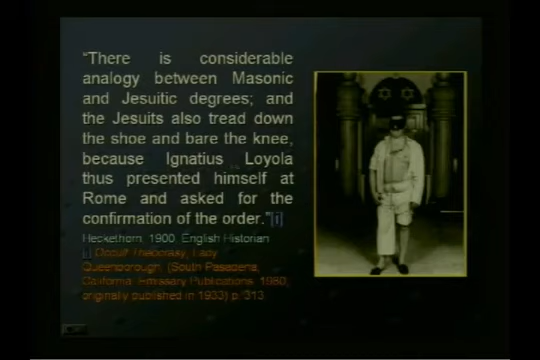 "There is considerable
analogy between Masonic
and Jesuitic degrees; and
the Jesuits also tread down
the shoe and bare the knee,
because Ignatius Loyola
thus presented himself at
Rome and asked for the
confirmation of the order."[i]
Heckethorn, 1900, English Historian
[i] Occult Theocrasy, Lady
Queenborough, (South Pasadena,
California: Emissary Publications, 1980,
originally published in 1933) p. 313